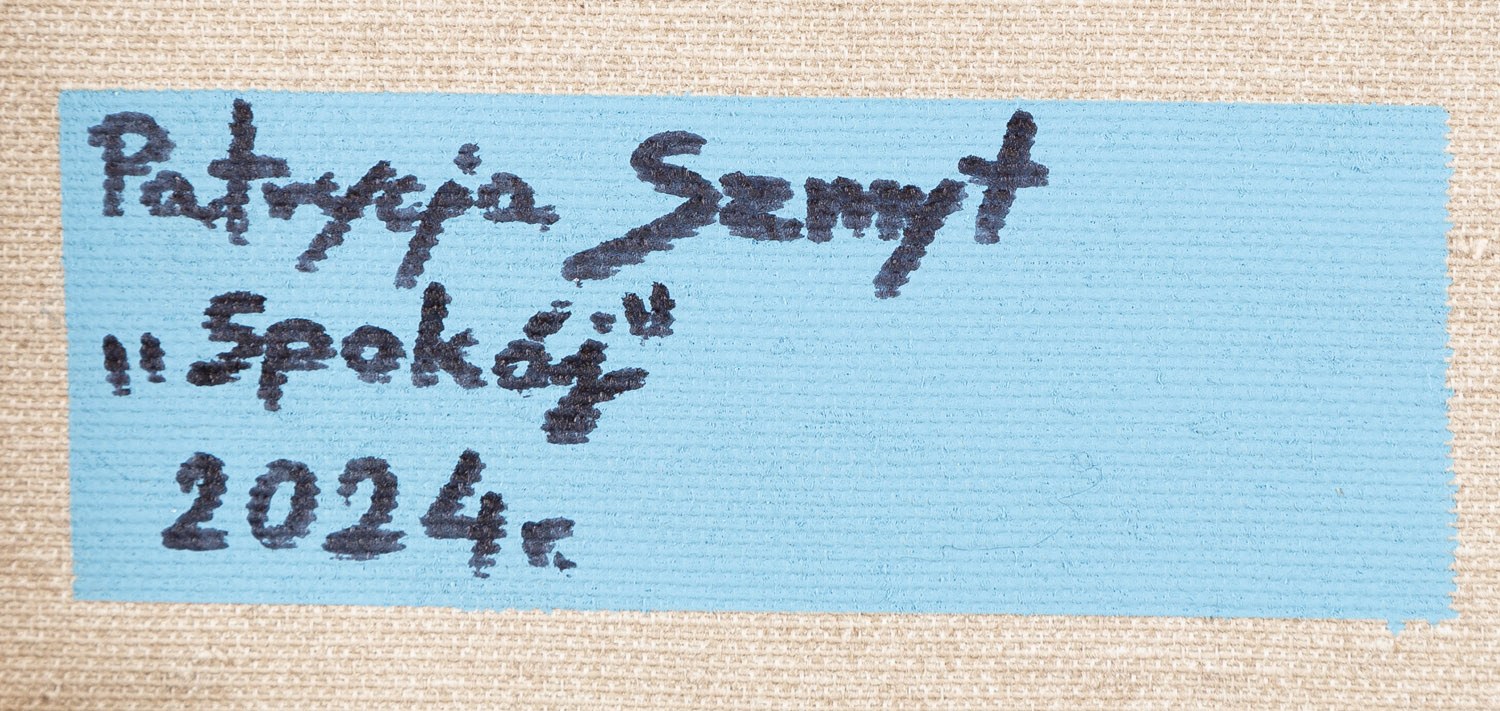 Patrycja Szmyt
„Spokój"
2024r.